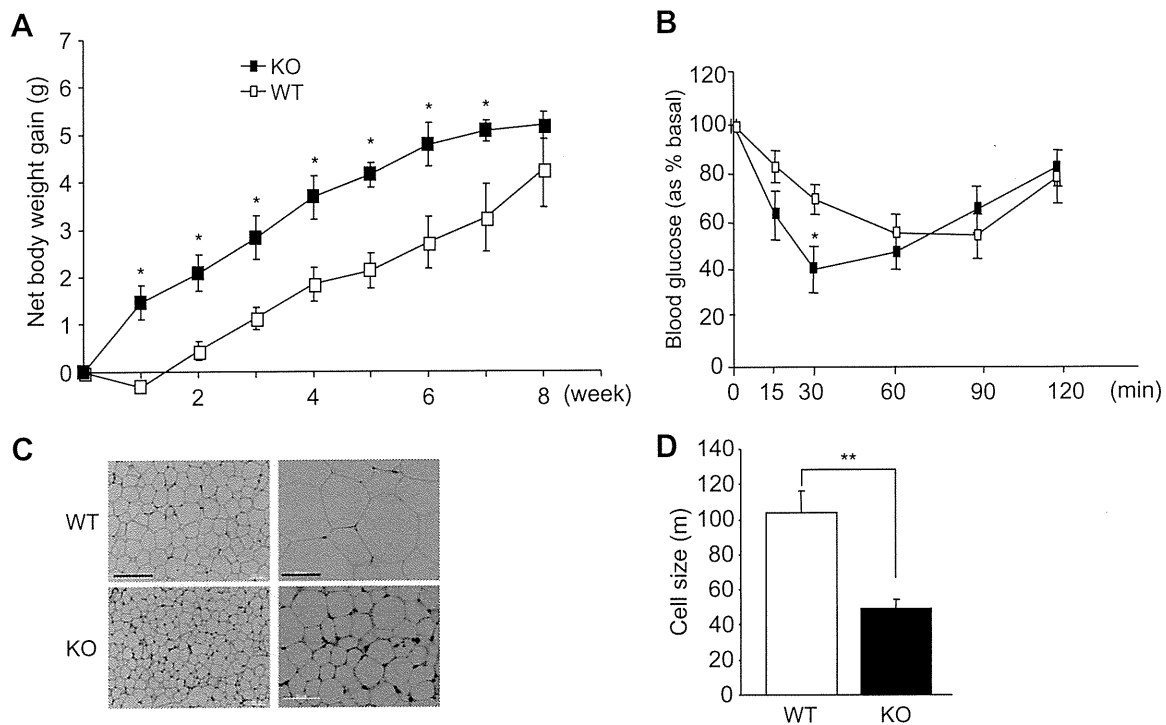 A
Net body weight gain (g)
7
6
5
4
3
2
1
0
KO
WT
*
*
*
*
*
*
*
2
4
6
8
(week)
B
Blood glucose (as % basal)
120
100
80
60
40
20
0
*
0
15
30
60
90
120
(min)
C
WT
KO
D
Cell size (m)
140
120
100
80
60
40
20
0
**
WT
KO